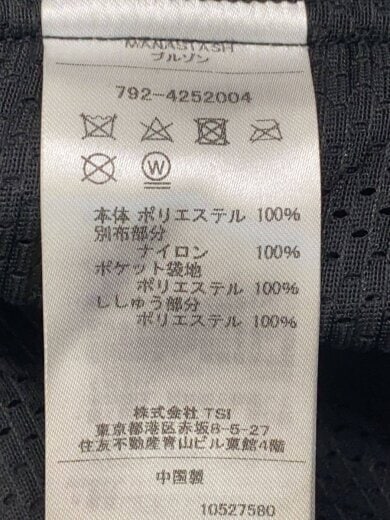 MANASTASH
ブルゾン
792-4252004
W
本体 ポリエステル 100%
別布部分
ナイロン 100%
ポケット袋地
ポリエステル 100%
ししゅう部分
ポリエステル 100%
株式会社 TSI
東京都港区赤坂8-5-27
住友不動産青山ビル東館4階
中国製
10527580